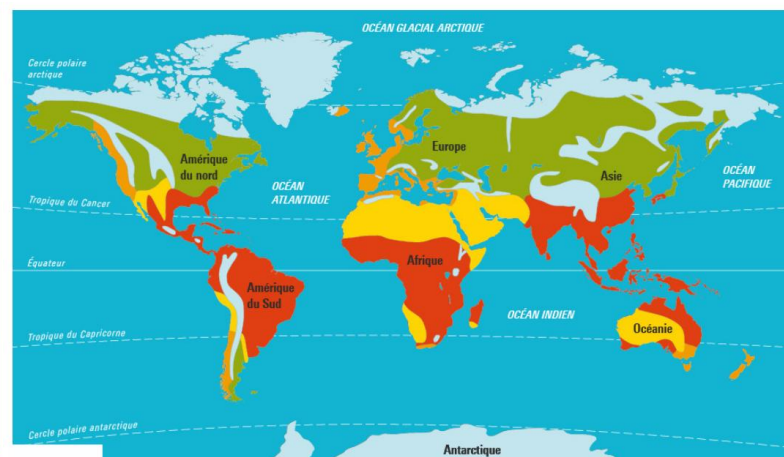 OCÉAN GLACIAL ARCTIQUE
Cercle polaire
arctique
Amérique
du nord
Europe
Asie
OCÉAN
PACIFIQUE
OCÉAN
ATLANTIQUE
Tropique du Cancer
Équateur
Afrique
Amérique
du Sud
OCÉAN INDIEN
Océanie
Tropique du Capricorne
Cercle polaire antarctique
Antarctique